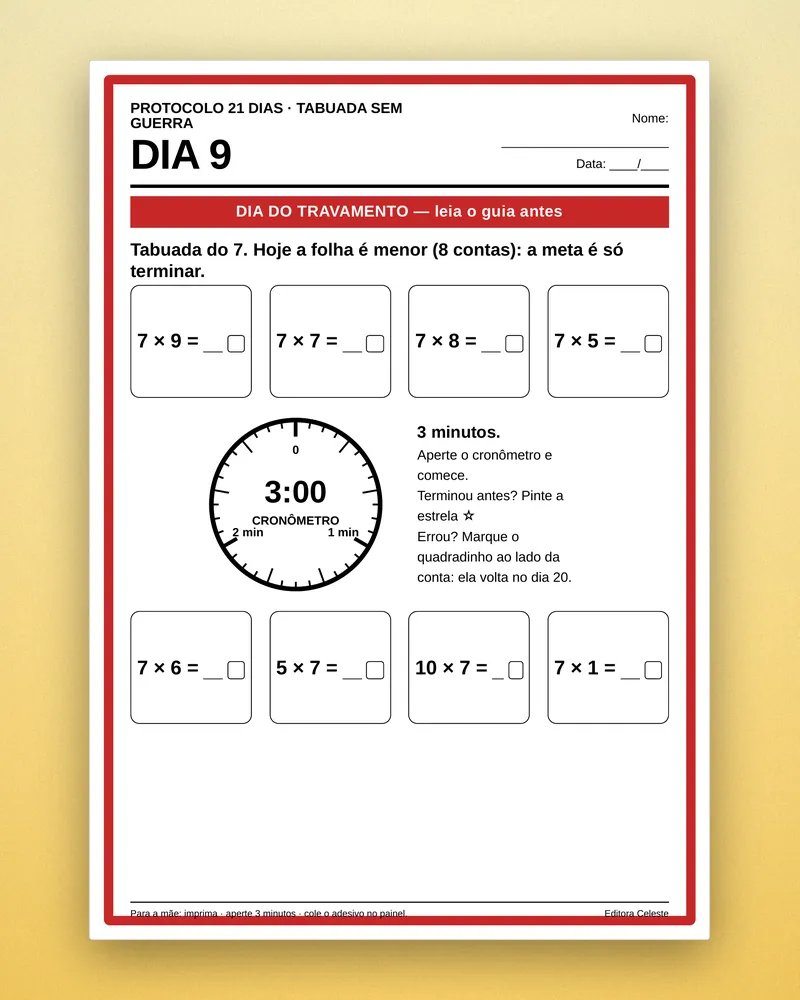 PROTOCOLO 21 DIAS · TABUADA SEM
GUERRA
DIA 9
Nome:
Data: ____/____
DIA DO TRAVAMENTO — leia o guia antes
Tabuada do 7. Hoje a folha é menor (8 contas): a meta é só
terminar.
7 × 9 = __
7 × 7 = __
7 × 8 = __
7 × 5 = __
0
3:00
CRONÔMETRO
2 min
1 min
3 minutos.
Aperte o cronômetro e
comece.
Terminou antes? Pinte a
estrela ☆
Errou? Marque o
quadradinho ao lado da
conta: ela volta no dia 20.
7 × 6 = __
5 × 7 = __
10 × 7 = _
7 × 1 = __
Para a mãe: imprima · aperte 3 minutos · cole o adesivo no painel.
Editora Celeste